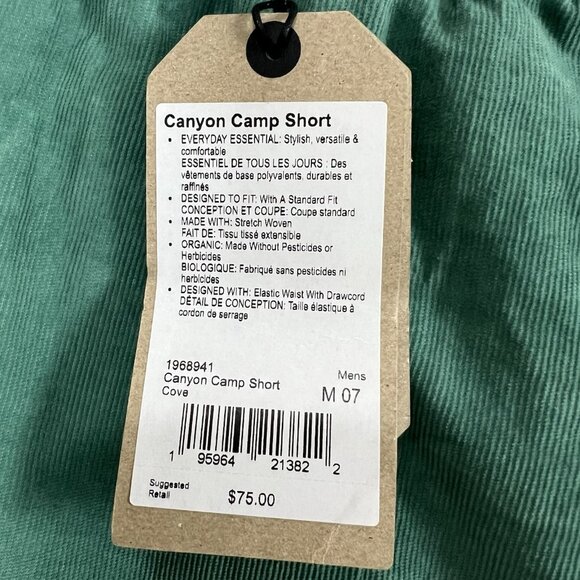 Canyon Camp Short
• EVERYDAY ESSENTIAL: Stylish, versatile &
comfortable
ESSENTIEL DE TOUS LES JOURS : Des
vêtements de base polyvalents, durables et
raffinés
• DESIGNED TO FIT: With A Standard Fit
CONCEPTION ET COUPE: Coupe standard
• MADE WITH: Stretch Woven
FAIT DE: Tissu tissé extensible
• ORGANIC: Made Without Pesticides or
Herbicides
BIOLOGIQUE: Fabriqué sans pesticides ni
herbicides
• DESIGNED WITH: Elastic Waist With Drawcord
DÉTAIL DE CONCEPTION: Taille élastique à
cordon de serrage
1968941
Mens
Canyon Camp Short
M 07
Cove
1 95964 21382 2
Suggested
Retail
$75.00